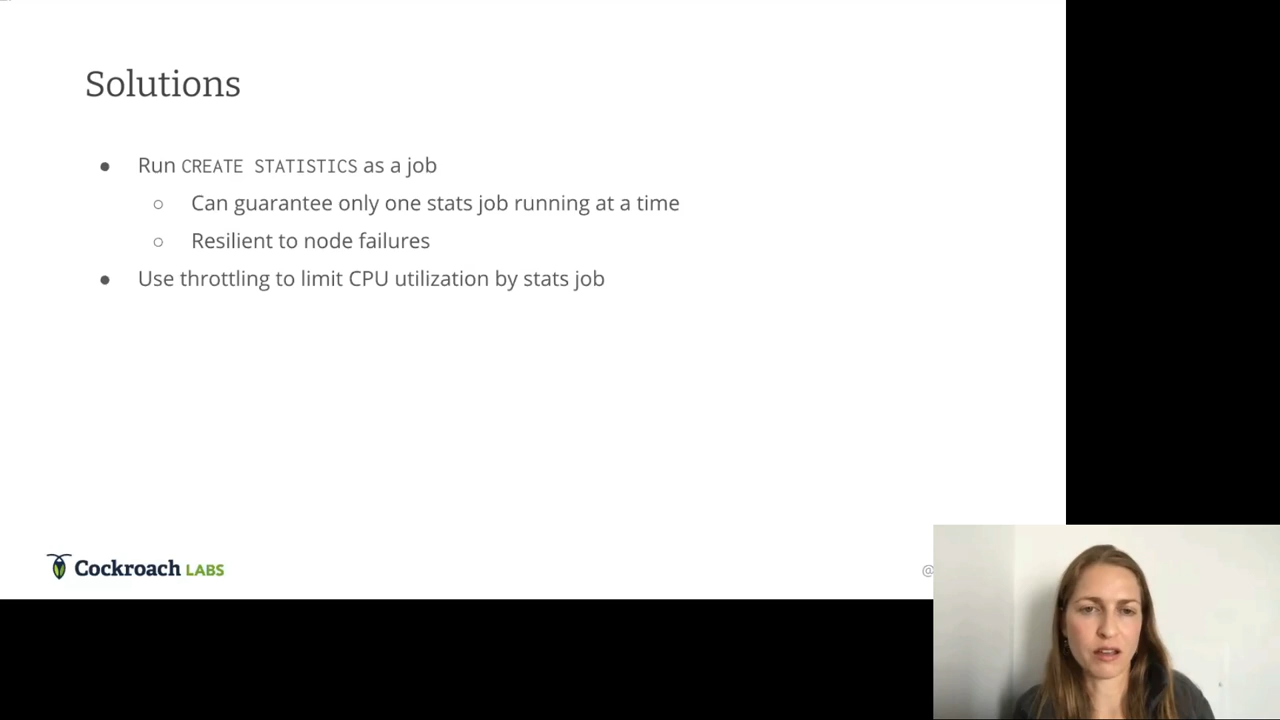 Solutions
● Run CREATE STATISTICS as a job
○ Can guarantee only one stats job running at a time
○ Resilient to node failures
● Use throttling to limit CPU utilization by stats job
Cockroach LABS
@